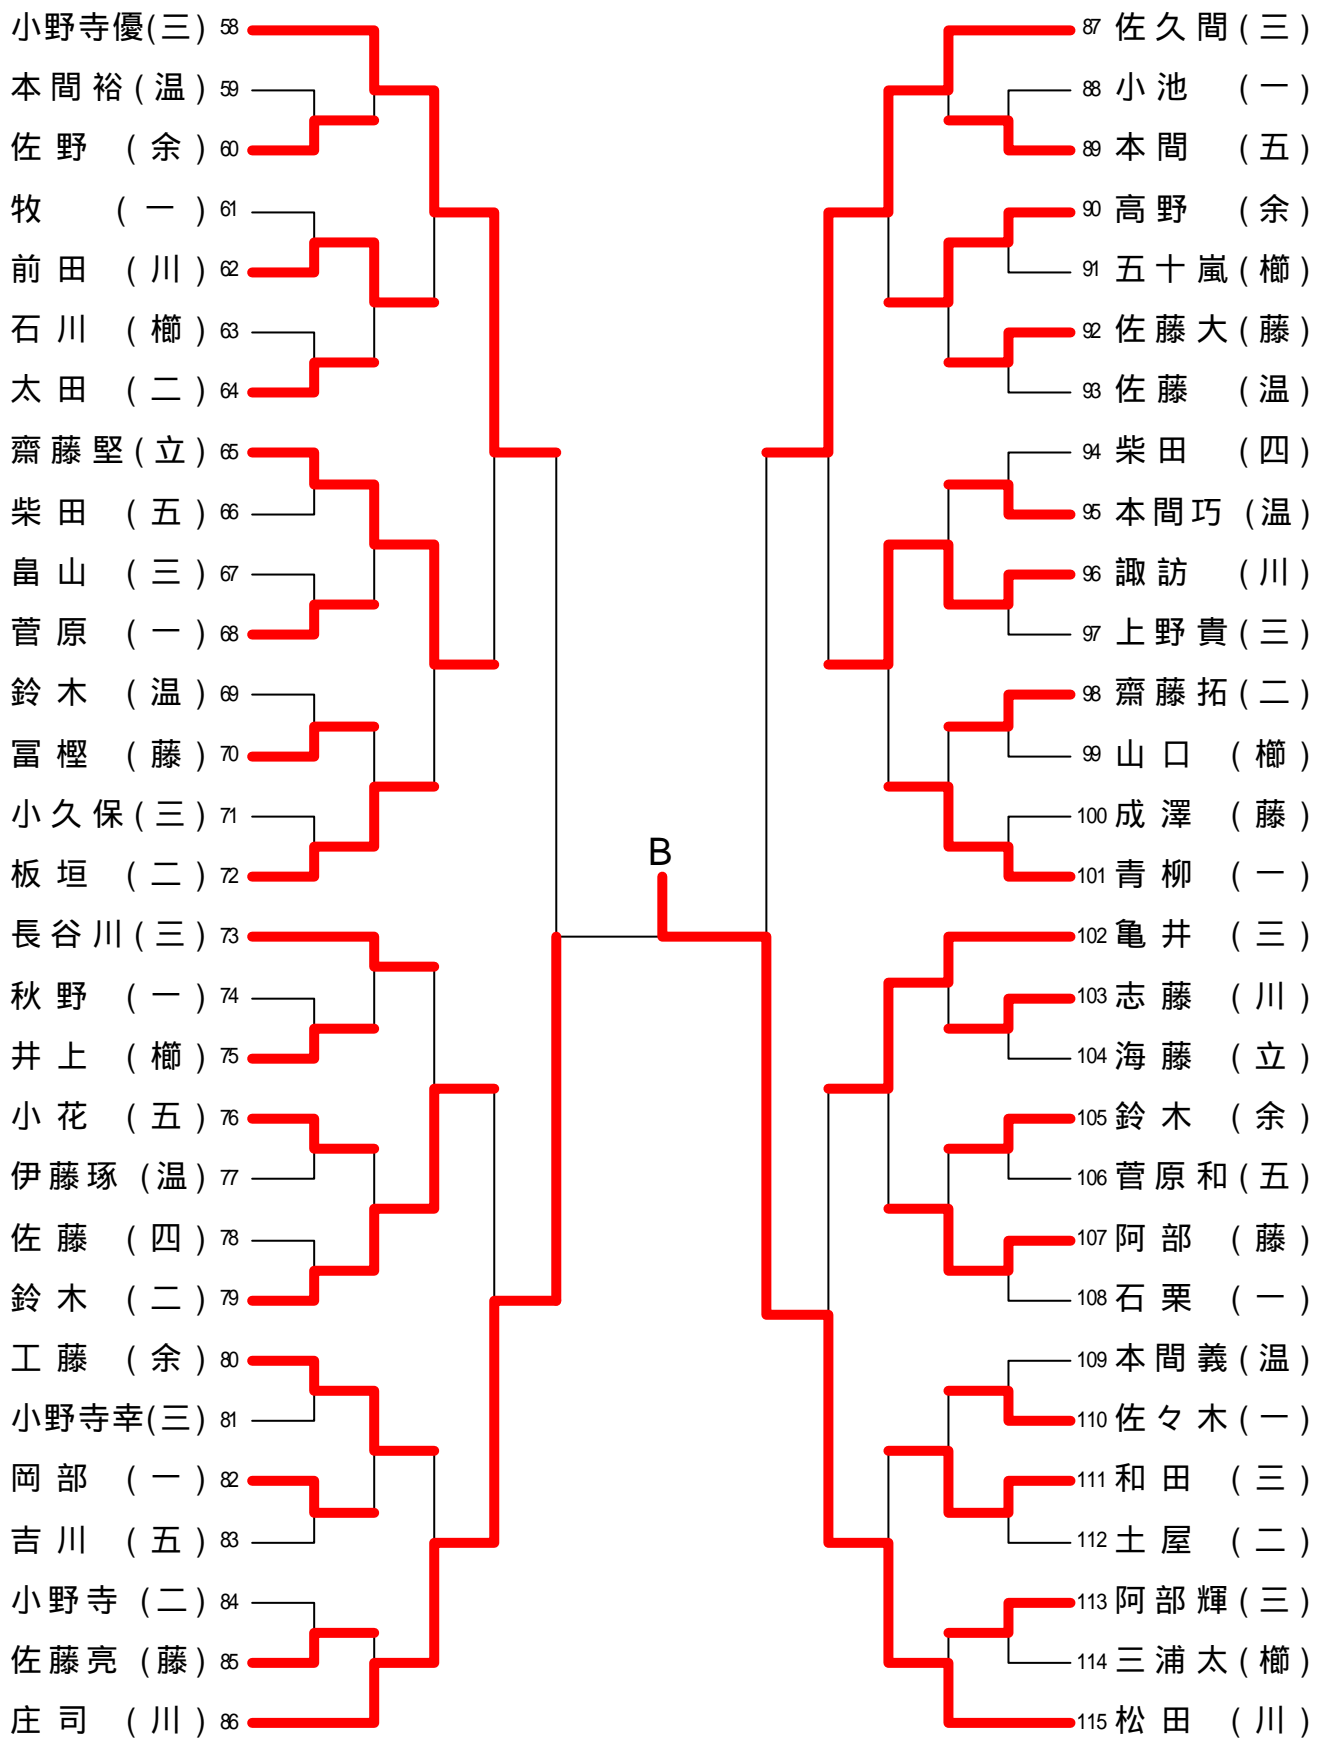 小野寺優(三) 58
本間裕(温) 59
佐野 (余) 60
牧 (一) 61
前田 (川) 62
石川 (櫛) 63
太田 (二) 64
齋藤堅(立) 65
柴田 (五) 66
畠山 (三) 67
菅原 (一) 68
鈴木 (温) 69
冨樫 (藤) 70
小久保(三) 71
板垣 (二) 72
長谷川(三) 73
秋野 (一) 74
井上 (櫛) 75
小花 (五) 76
伊藤琢 (温) 77
佐藤 (四) 78
鈴木 (二) 79
工藤 (余) 80
小野寺幸(三) 81
岡部 (一) 82
吉川 (五) 83
小野寺 (二) 84
佐藤亮 (藤) 85
庄司 (川) 86
B
87 佐久間(三)
88 小池 (一)
89 本間 (五)
90 高野 (余)
91 五十嵐(櫛)
92 佐藤大(藤)
93 佐藤 (温)
94 柴田 (四)
95 本間巧 (温)
96 諏訪 (川)
97 上野貴(三)
98 齋藤拓(二)
99 山口 (櫛)
100 成澤 (藤)
101 青柳 (一)
102 亀井 (三)
103 志藤 (川)
104 海藤 (立)
105 鈴木 (余)
106 菅原和(五)
107 阿部 (藤)
108 石栗 (一)
109 本間義(温)
110 佐々木(一)
111 和田 (三)
112 土屋 (二)
113 阿部輝(三)
114 三浦太(櫛)
115 松田 (川)